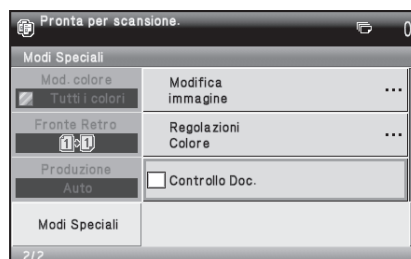 Pronta per scansione.
0
Modi Speciali
Mod. colore
Tutti i colori
Modifica
immagine
...
Fronte Retro
1 1
Regolazioni
Colore
...
Produzione
Auto
Controllo Doc.
Modi Speciali
2/2